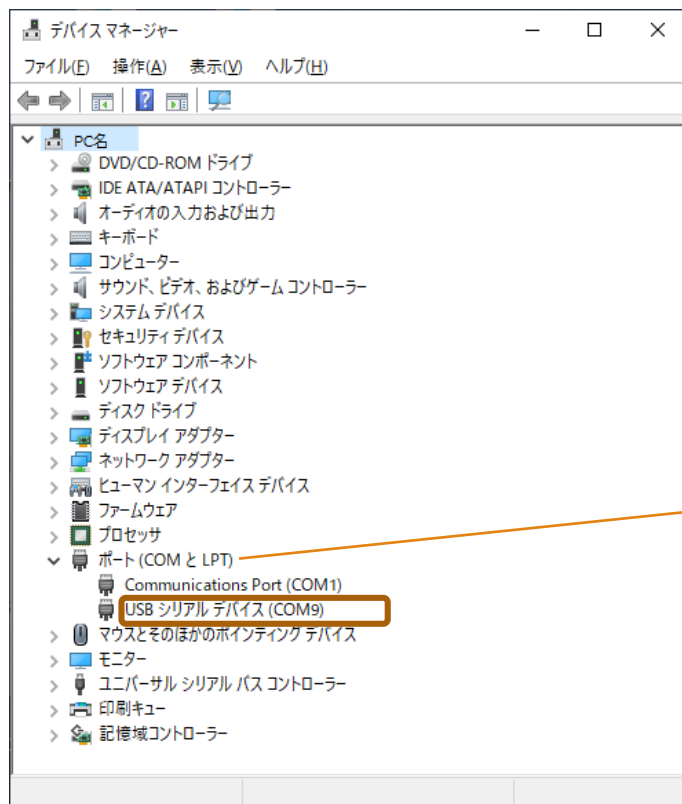 デバイス マネージャー
ファイル(F) 操作(A) 表示(V) ヘルプ(H)
PC名
DVD/CD-ROM ドライブ
IDE ATA/ATAPI コントローラー
オーディオの入力および出力
キーボード
コンピューター
サウンド、ビデオ、およびゲーム コントローラー
システム デバイス
セキュリティ デバイス
ソフトウェア コンポーネント
ソフトウェア デバイス
ディスク ドライブ
ディスプレイ アダプター
ネットワーク アダプター
ヒューマン インターフェイス デバイス
ファームウェア
プロセッサ
ポート (COM と LPT)
Communications Port (COM1)
USB シリアル デバイス (COM9)
マウスとそのほかのポインティング デバイス
モニター
ユニバーサル シリアル バス コントローラー
印刷キュー
記憶域コントローラー